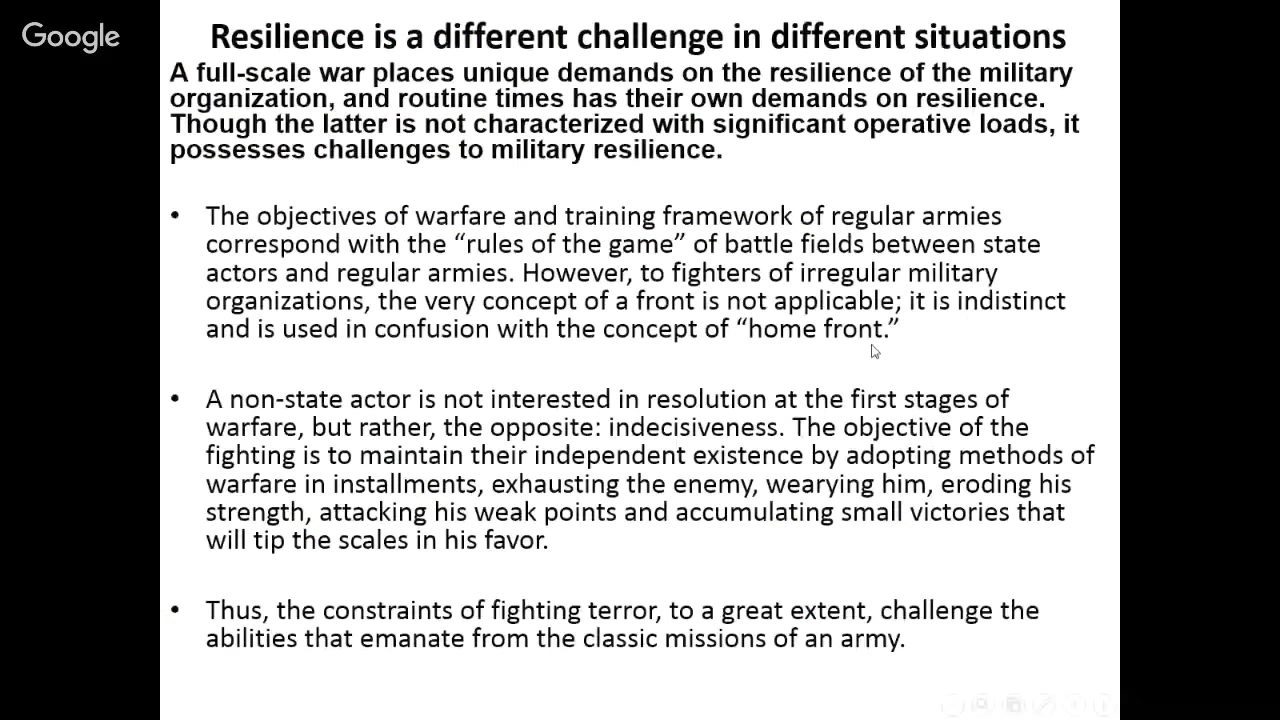 Google
Resilience is a different challenge in different situations
A full-scale war places unique demands on the resilience of the military
organization, and routine times has their own demands on resilience.
Though the latter is not characterized with significant operative loads, it
possesses challenges to military resilience.
• The objectives of warfare and training framework of regular armies
correspond with the “rules of the game” of battle fields between state
actors and regular armies. However, to fighters of irregular military
organizations, the very concept of a front is not applicable; it is indistinct
and is used in confusion with the concept of “home front.”
• A non-state actor is not interested in resolution at the first stages of
warfare, but rather, the opposite: indecisiveness. The objective of the
fighting is to maintain their independent existence by adopting methods of
warfare in installments, exhausting the enemy, wearying him, eroding his
strength, attacking his weak points and accumulating small victories that
will tip the scales in his favor.
• Thus, the constraints of fighting terror, to a great extent, challenge the
abilities that emanate from the classic missions of an army.